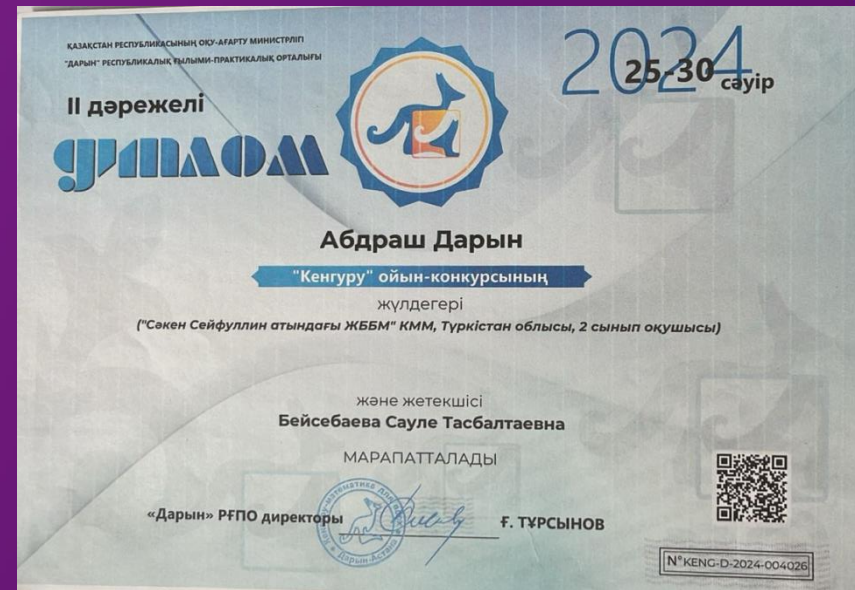 ҚАЗАҚСТАН РЕСПУБЛИКАСЫНЫҢ ОҚУ-АҒАРТУ МИНИСТРЛІГІ
"ДАРЫН" РЕСПУБЛИКАЛЫҚ ҒЫЛЫМИ-ПРАКТИКАЛЫҚ ОРТАЛЫҒЫ
2024
25-30 сәуір
II дәрежелі
ДИПЛОМ
Абдраш Дарын
"Кенгуру" ойын-конкурсының
жүлдегері
("Сәкен Сейфуллин атындағы ЖББМ" КММ, Түркістан облысы, 2 сынып оқушысы)
және жетекшісі
Бейсебаева Сауле Тасбалтаевна
МАРАПАТТАЛАДЫ
«Дарын» РҒПО директоры
Ғ. ТҰРСЫНОВ
N°KENG-D-2024-004026